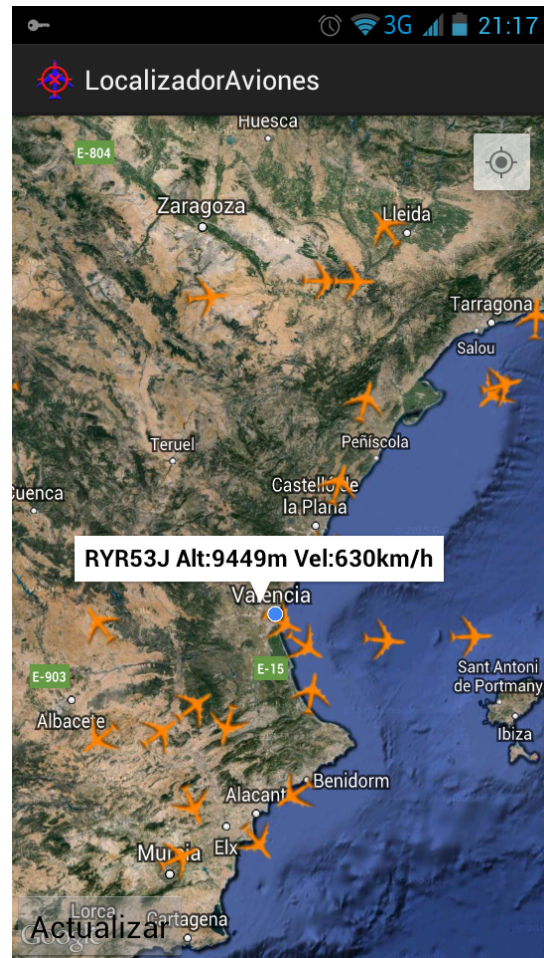 3G 21:17
LocalizadorAviones
Huesca
E-804
Zaragoza
Lleida
Tarragona
Salou
Teruel
Peñíscola
Cuenca
Castelló de
la Plana
RYR53J Alt:9449m Vel:630km/h
Valencia
E-15
E-903
Sant Antoni
de Portmany
Albacete
Ibiza
Benidorm
Alacant
Elx
Murcia
Lorca
Cartagena
Actualizar
Google